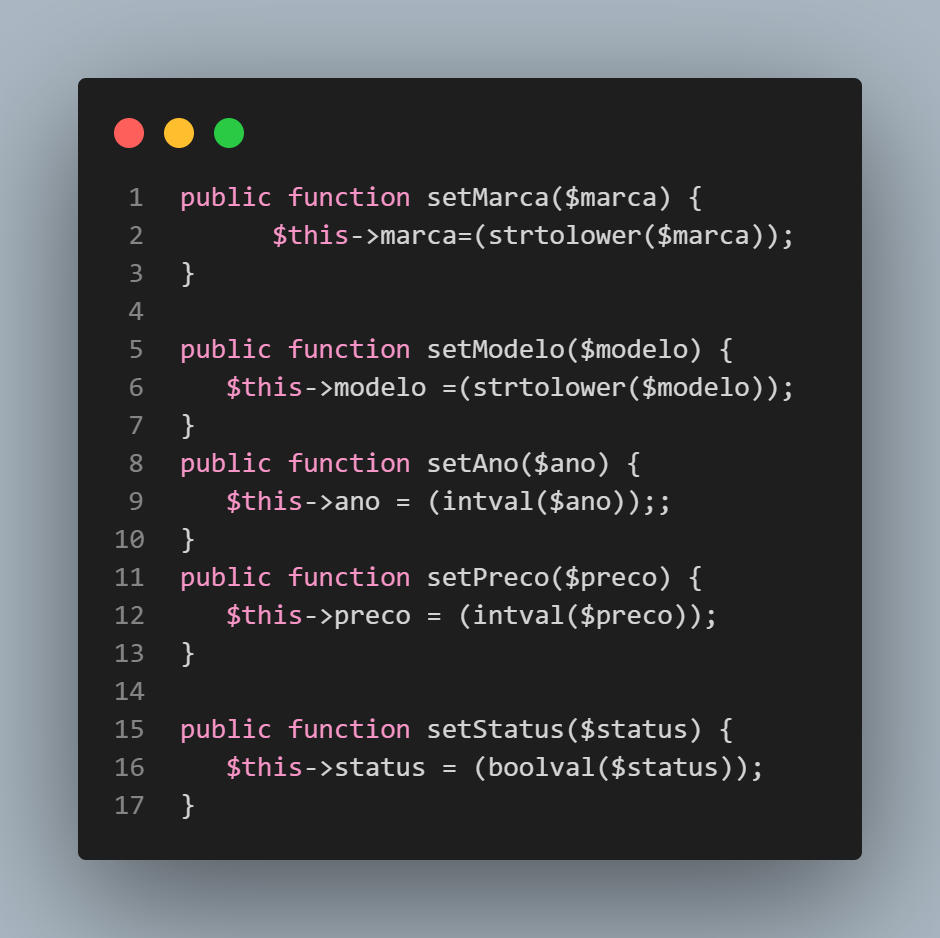 1 public function setMarca($marca) {
2       $this->marca=(strtolower($marca));
3 }
4
5 public function setModelo($modelo) {
6    $this->modelo =(strtolower($modelo));
7 }
8 public function setAno($ano) {
9    $this->ano = (intval($ano));;
10 }
11 public function setPreco($preco) {
12    $this->preco = (intval($preco));
13 }
14
15 public function setStatus($status) {
16    $this->status = (boolval($status));
17 }